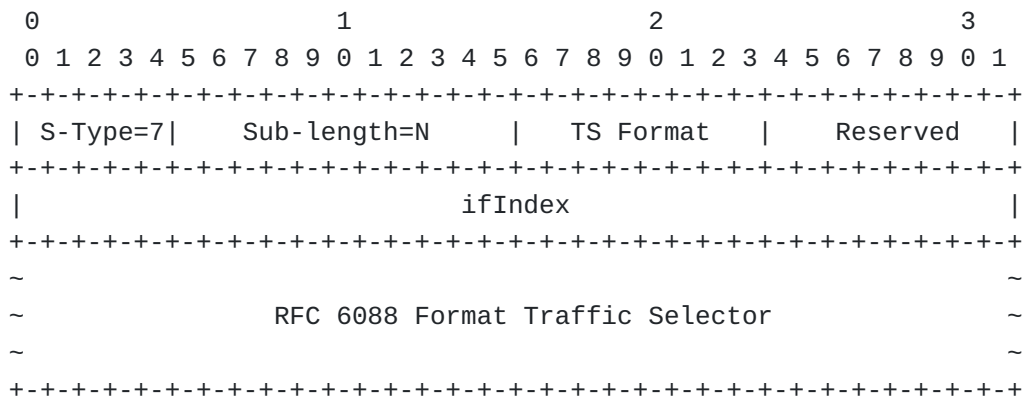 0                   1                   2                   3
 0 1 2 3 4 5 6 7 8 9 0 1 2 3 4 5 6 7 8 9 0 1 2 3 4 5 6 7 8 9 0 1
+-+-+-+-+-+-+-+-+-+-+-+-+-+-+-+-+-+-+-+-+-+-+-+-+-+-+-+-+-+-+-+-+
| S-Type=7|    Sub-length=N     |   TS Format   |    Reserved   |
+-+-+-+-+-+-+-+-+-+-+-+-+-+-+-+-+-+-+-+-+-+-+-+-+-+-+-+-+-+-+-+-+
|                            ifIndex                            |
+-+-+-+-+-+-+-+-+-+-+-+-+-+-+-+-+-+-+-+-+-+-+-+-+-+-+-+-+-+-+-+-+
~                                                               ~
~                RFC 6088 Format Traffic Selector               ~
~                                                               ~
+-+-+-+-+-+-+-+-+-+-+-+-+-+-+-+-+-+-+-+-+-+-+-+-+-+-+-+-+-+-+-+-+